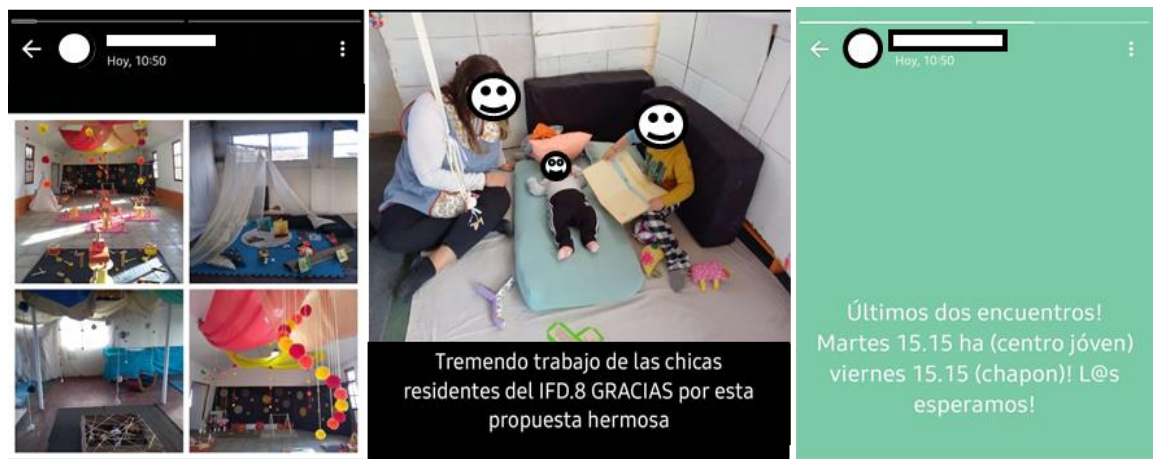 Hoy, 10:50
Tremendo trabajo de las chicas
residentes del IFD.8 GRACIAS por esta
propuesta hermosa
Hoy, 10:50
Últimos dos encuentros!
Martes 15.15 ha (centro jóven)
viernes 15.15 (chapon)! L@s
esperamos!